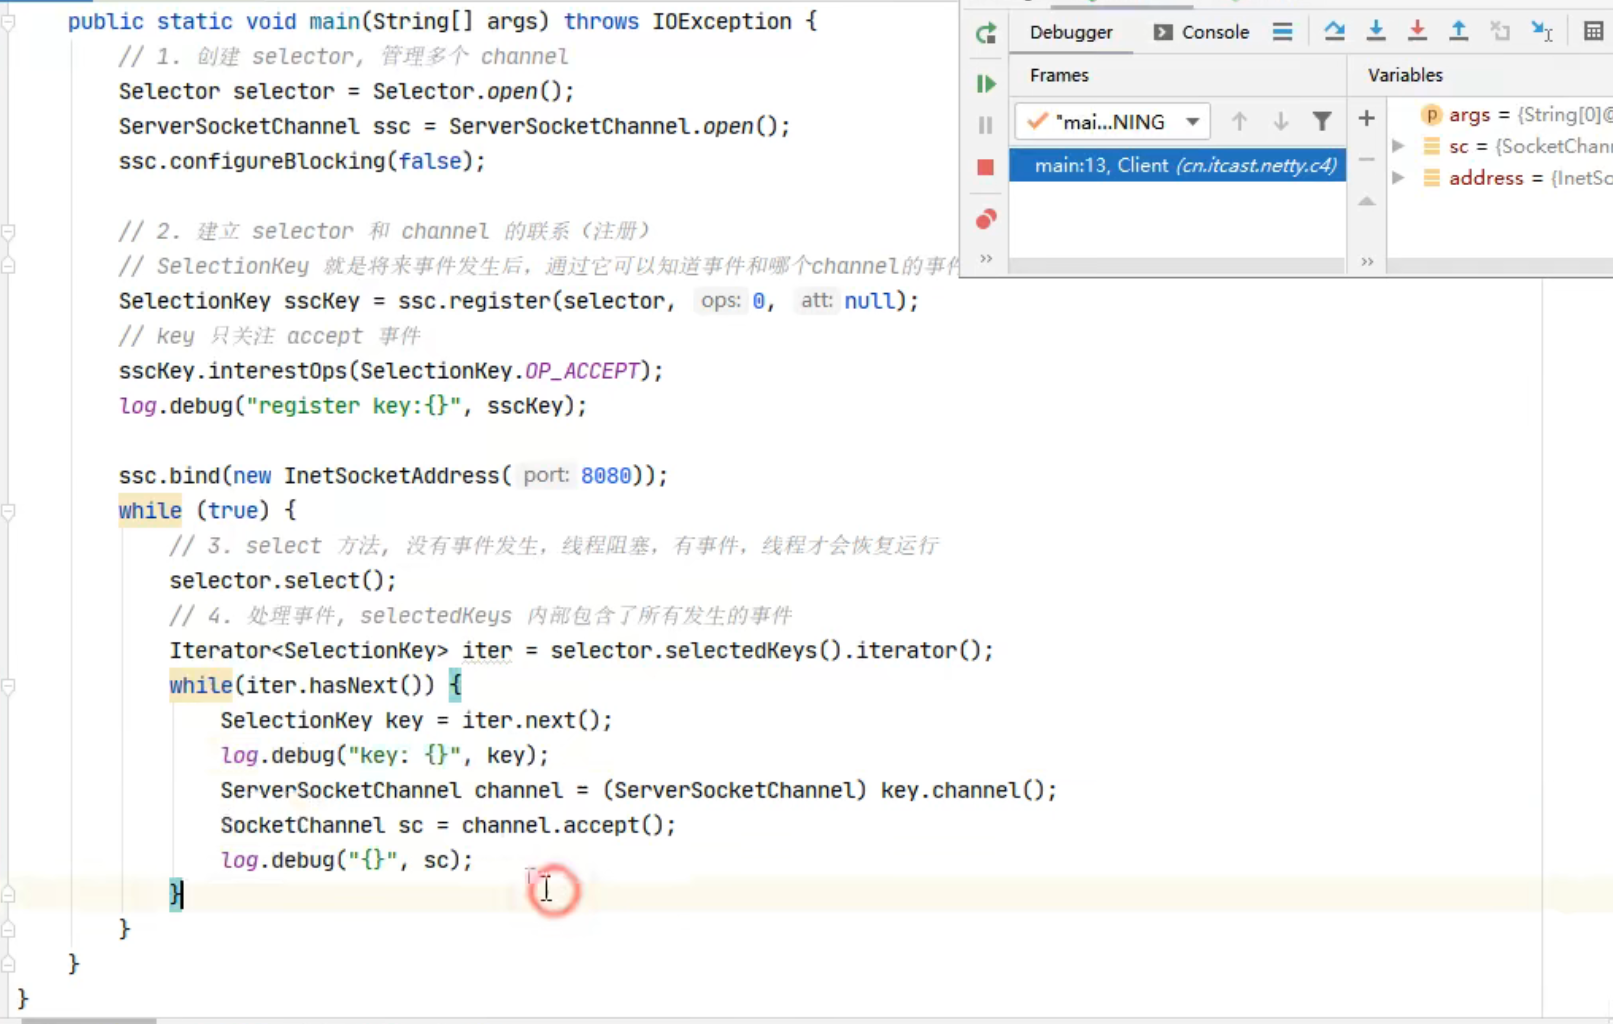 public static void main(String[] args) throws IOException {
// 1. 创建 selector, 管理多个 channel
Selector selector = Selector.open();
ServerSocketChannel ssc = ServerSocketChannel.open();
ssc.configureBlocking(false);
// 2. 建立 selector 和 channel 的联系（注册）
// SelectionKey 就是将来事件发生后，通过它可以知道事件和哪个channel的事件
SelectionKey sscKey = ssc.register(selector, ops: 0, att: null);
// key 只关注 accept 事件
sscKey.interestOps(SelectionKey.OP_ACCEPT);
log.debug("register key:{}", sscKey);
ssc.bind(new InetSocketAddress( port: 8080));
while (true) {
// 3. select 方法, 没有事件发生，线程阻塞，有事件，线程才会恢复运行
selector.select();
// 4. 处理事件, selectedKeys 内部包含了所有发生的事件
Iterator<SelectionKey> iter = selector.selectedKeys().iterator();
while(iter.hasNext()) {
SelectionKey key = iter.next();
log.debug("key: {}", key);
ServerSocketChannel channel = (ServerSocketChannel) key.channel();
SocketChannel sc = channel.accept();
log.debug("{}", sc);
}
}
}
}
Debugger Console
Frames Variables
"mai...NING
main:13, Client (cn.itcast.netty.c4)
p args = {String[0]@
sc = {SocketChann
address = {InetSo